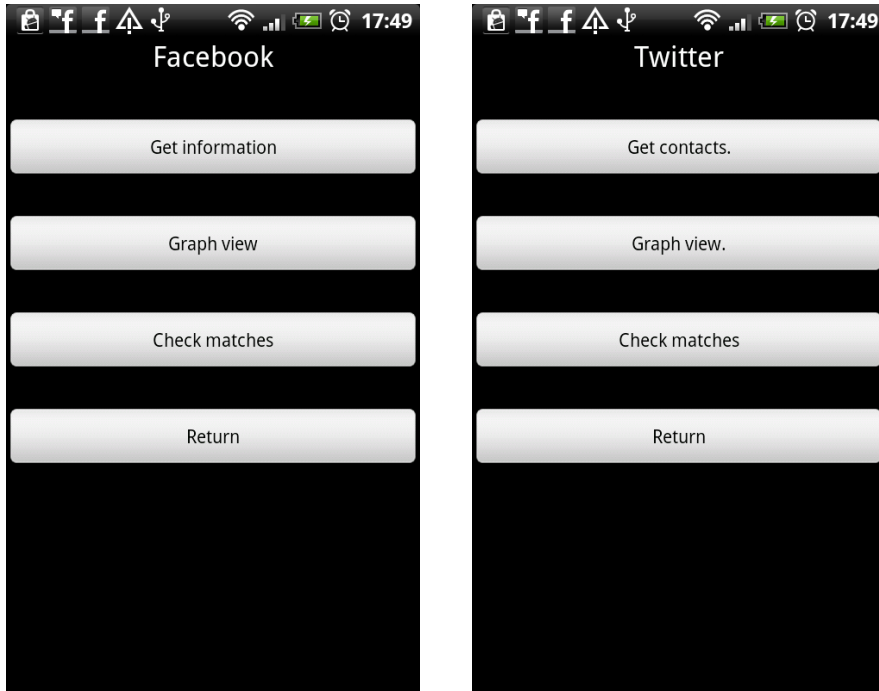 17:49
Facebook
Get information
Graph view
Check matches
Return
17:49
Twitter
Get contacts.
Graph view.
Check matches
Return